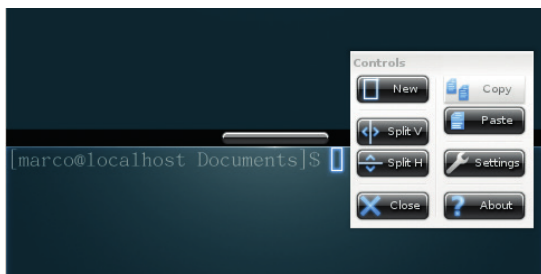 Controls
New
Copy
Paste
Split V
[marco@localhost Documents]$
Split H
Settings
Close
About